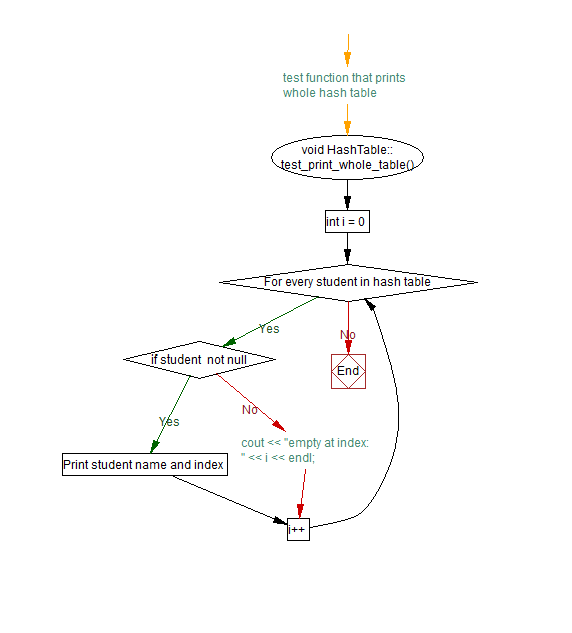 test function that prints
whole hash table
void HashTable::
test_print_whole_table()
int i = 0
For every student in hash table
Yes
No
if student  not null
End
Yes
No
cout << "empty at index:
" << i << endl;
Print student name and index
i++